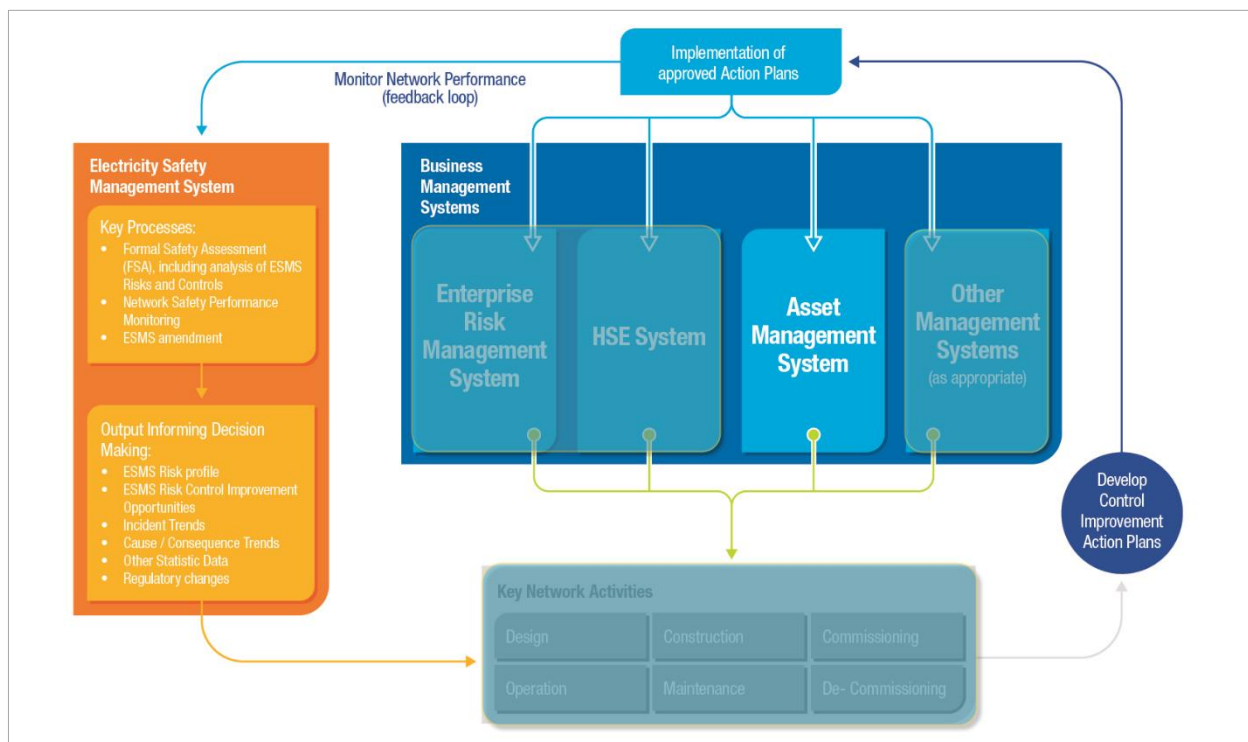 Implementation of
approved Action Plans
Monitor Network Performance
(feedback loop)
Electricity Safety
Management System
Key Processes:
• Formal Safety Assessment
(FSA), including analysis of ESMS
Risks and Controls
• Network Safety Performance
Monitoring
• ESMS amendment
Output Informing Decision
Making:
• ESMS Risk profile
• ESMS Risk Control Improvement
Opportunities
• Incident Trends
• Cause / Consequence Trends
• Other Statistic Data
• Regulatory changes
Business
Management
Systems
Enterprise
Risk
Management
System
HSE System
Asset
Management
System
Other
Management
Systems
(as appropriate)
Key Network Activities
Design
Construction
Commissioning
Operation
Maintenance
De- Commissioning
Develop
Control
Improvement
Action Plans